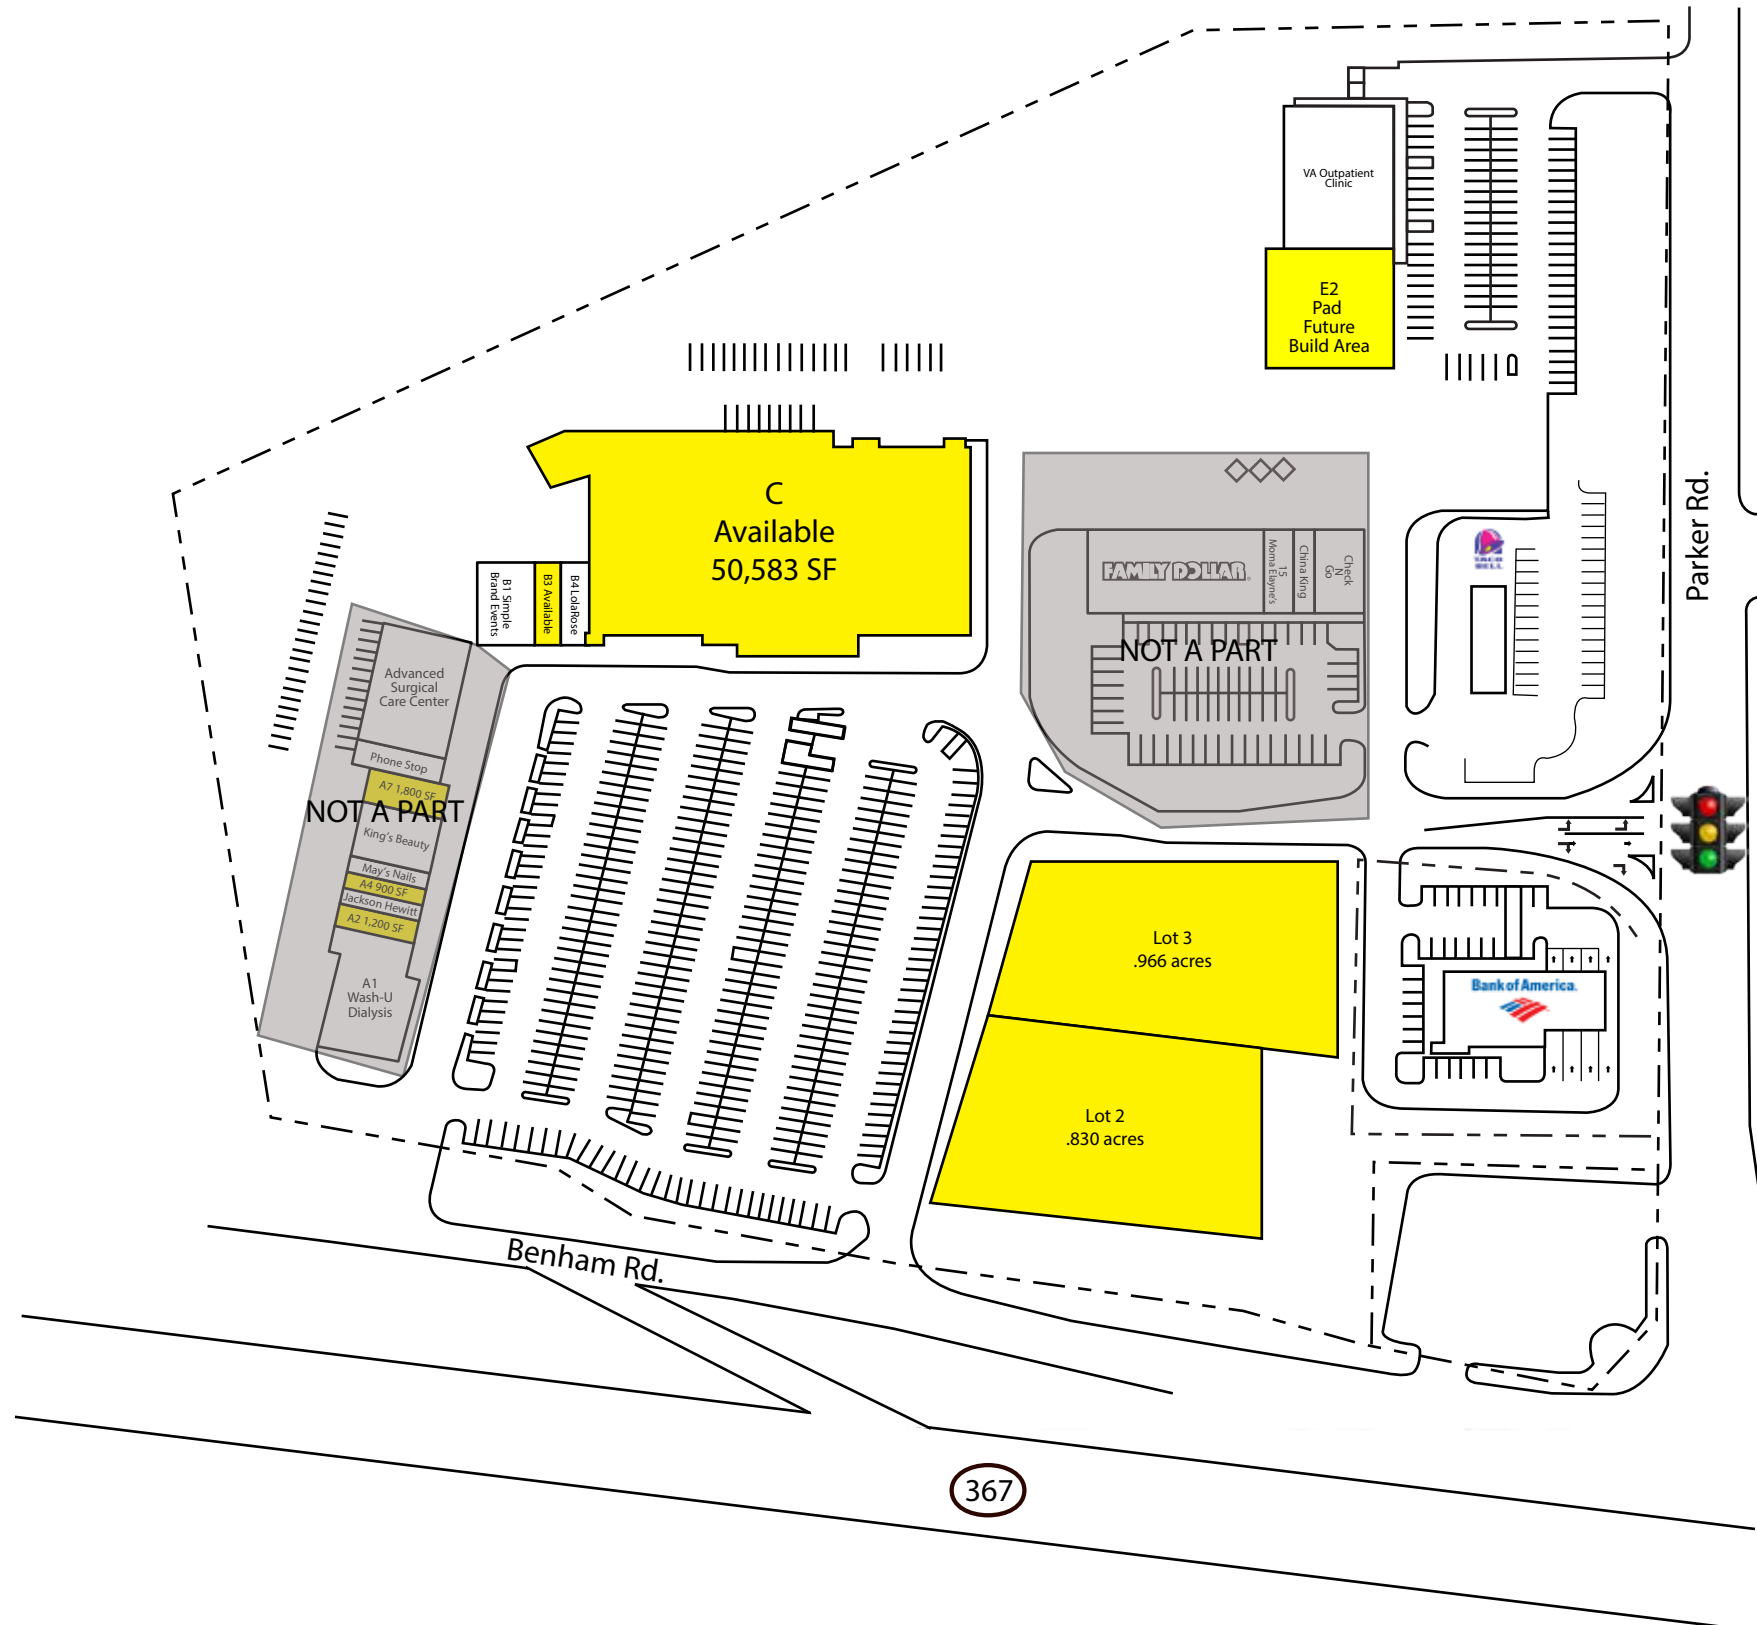 VA Outpatient
Clinic
E2
Pad
Future
Build Area
Parker Rd.
C
Available
50,583 SF
B1 Simple
Brand Events
B3 Available
B4 LolaRose
FAMILY DOLLAR
15
Moma Elayne's
China King
Check
N
Go
NOT A PART
TACO
BELL
Advanced
Surgical
Care Center
Phone Stop
A7 1,800 SF
NOT A PART
King's Beauty
May's Nails
A4 900 SF
Jackson Hewitt
A2 1,200 SF
A1
Wash-U
Dialysis
Lot 3
.966 acres
Bank of America.
Lot 2
.830 acres
Benham Rd.
367